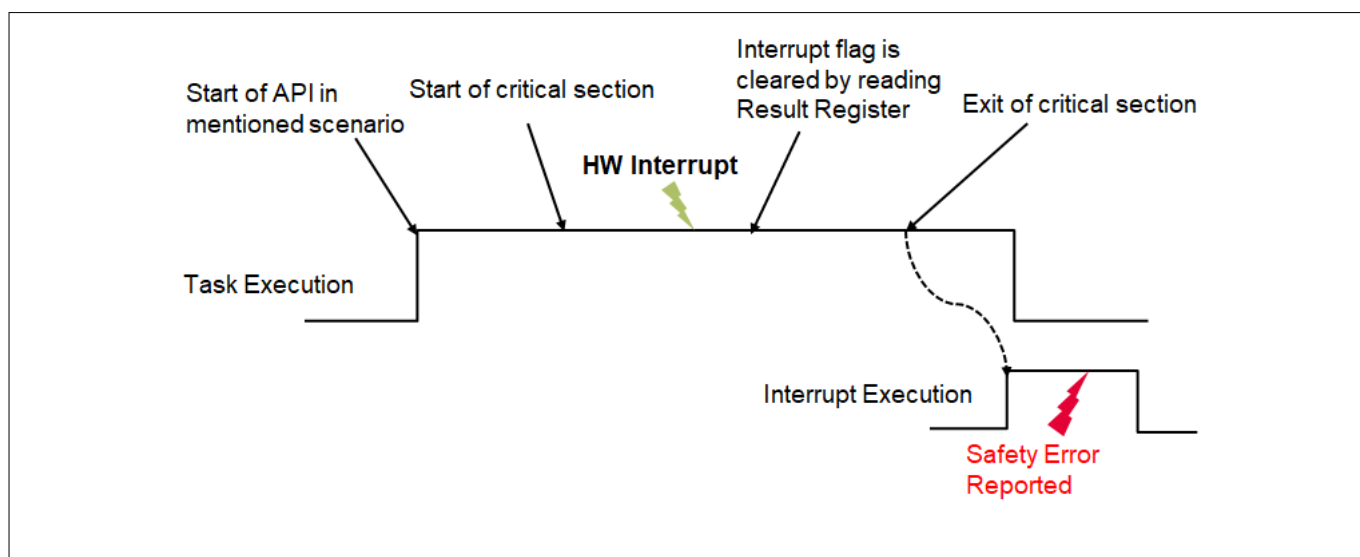 Start of API in
mentioned scenario
Start of critical section
HW Interrupt
Interrupt flag is
cleared by reading
Result Register
Exit of critical section
Task Execution
Interrupt Execution
Safety Error
Reported